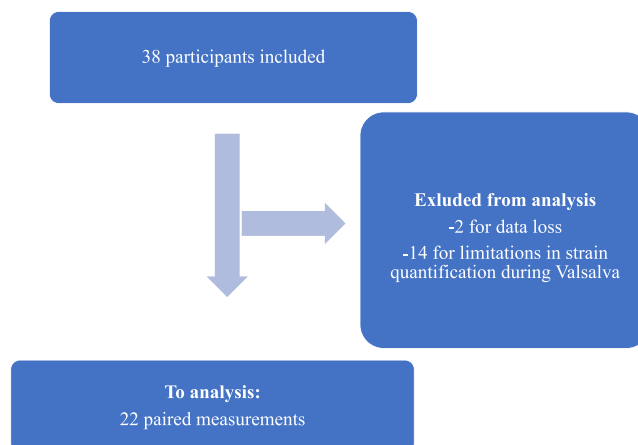 38 participants included
Exluded from analysis
-2 for data loss
-14 for limitations in strain
quantification during Valsalva
To analysis:
22 paired measurements